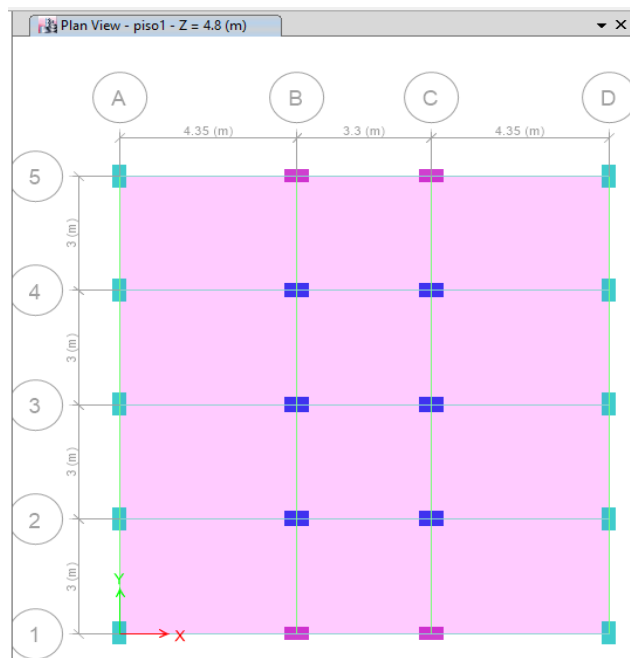 Plan View - piso1 - Z = 4.8 (m)
A B C D
4.35 (m) 3.3 (m) 4.35 (m)
5
3 (m)
4
3 (m)
3
3 (m)
2
3 (m)
Y
1
X